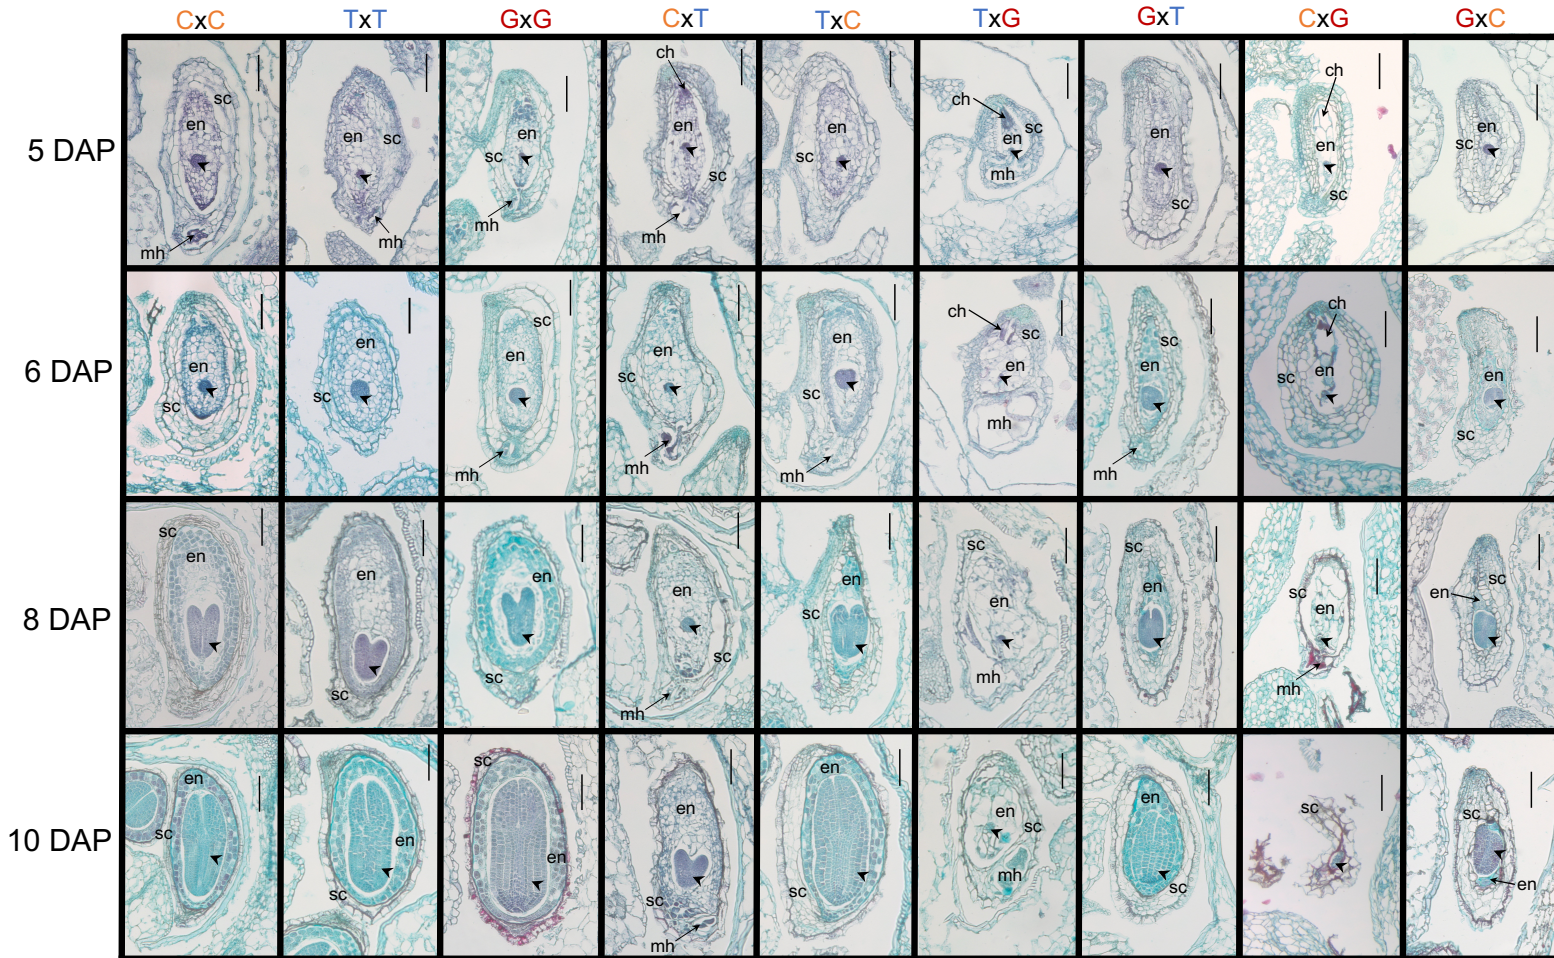 CxC TxT GxG CxT TxC TxG GxT CxG GxC
5 DAP
sc en mh
en sc mh
en sc mh
ch en sc mh
en sc
ch sc en mh
en sc
ch en sc
en sc
6 DAP
en sc
en sc
sc en mh
en sc mh
en sc mh
ch sc en mh
sc en mh
ch sc en
en sc
8 DAP
sc en
en sc
en sc
en sc mh
en sc
sc en mh
sc en
sc en mh
sc en
10 DAP
en sc
en sc
sc en
en sc mh
en sc
en sc mh
en sc
sc
sc en